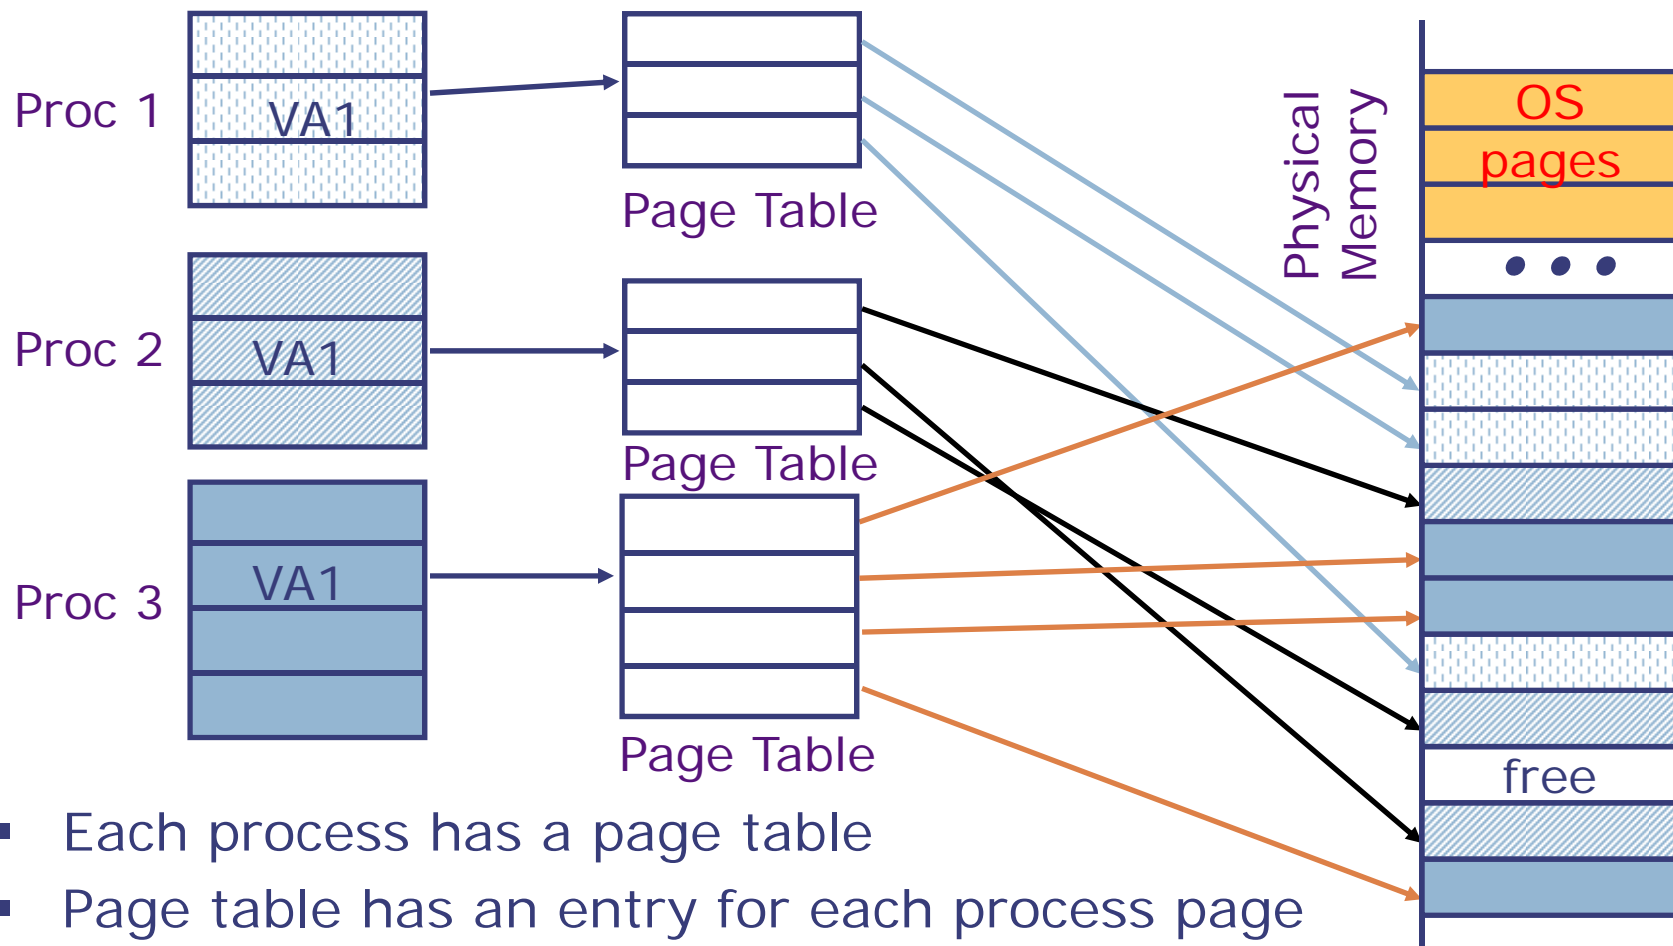 Proc 1
VA1
Page Table
Proc 2
VA1
Page Table
Proc 3
VA1
Page Table
Physical
Memory
OS
pages
• • •
free
▪ Each process has a page table
▪ Page table has an entry for each process page